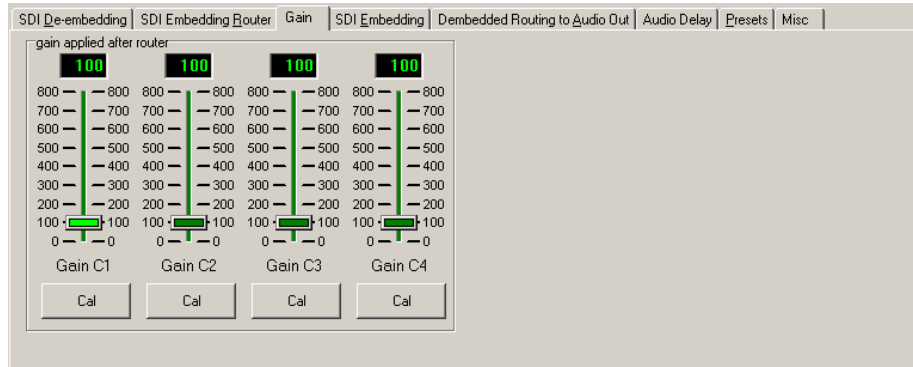 SDI De-embedding SDI Embedding Router Gain SDI Embedding Dembedded Routing to Audio Out Audio Delay Presets Misc
gain applied after router
100 100 100 100
800 800 800 800 800 800 800 800
700 700 700 700 700 700 700 700
600 600 600 600 600 600 600 600
500 500 500 500 500 500 500 500
400 400 400 400 400 400 400 400
300 300 300 300 300 300 300 300
200 200 200 200 200 200 200 200
100 100 100 100 100 100 100 100
0 0 0 0 0 0 0 0
Gain C1 Gain C2 Gain C3 Gain C4
Cal Cal Cal Cal